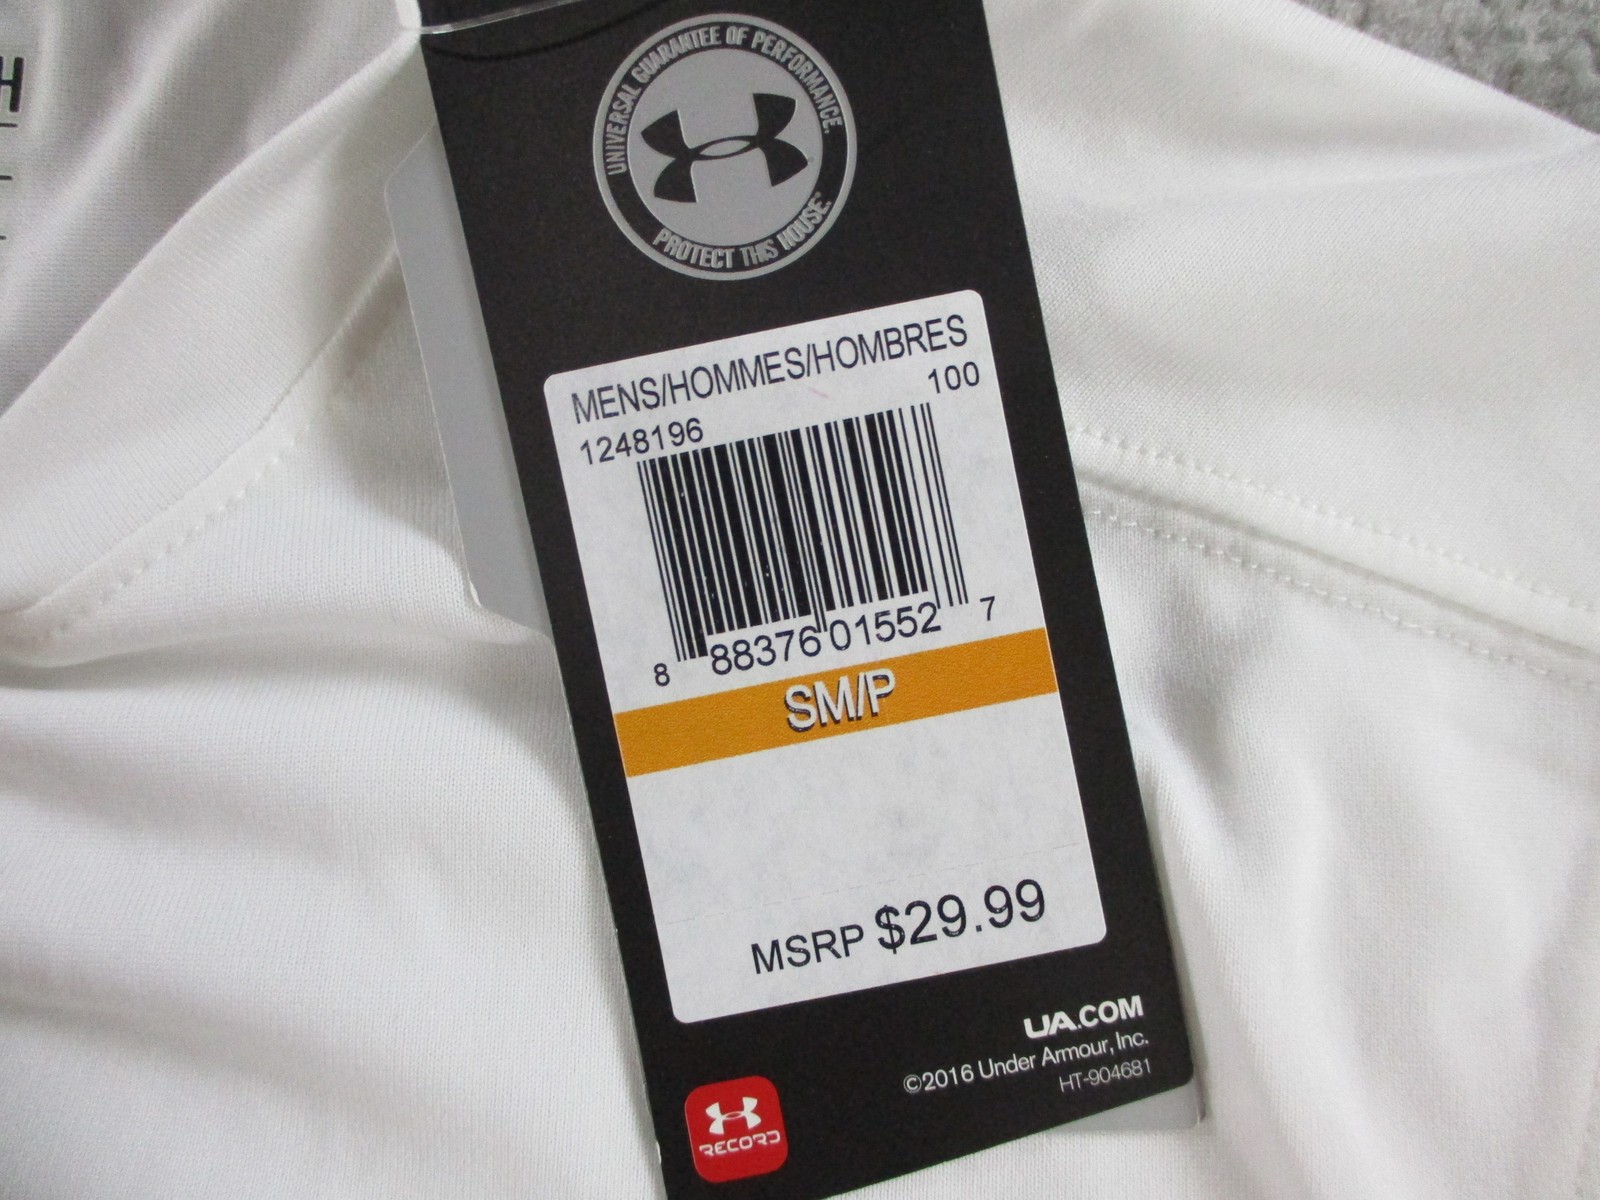 H
UNIVERSAL GUARANTEE OF PERFORMANCE.
PROTECT THIS HOUSE.®
MENS/HOMMES/HOMBRES
1248196 100
8 88376 01552 7
SM/P
MSRP $29.99
UA.COM
©2016 Under Armour, Inc.
HT-904681
RECORD